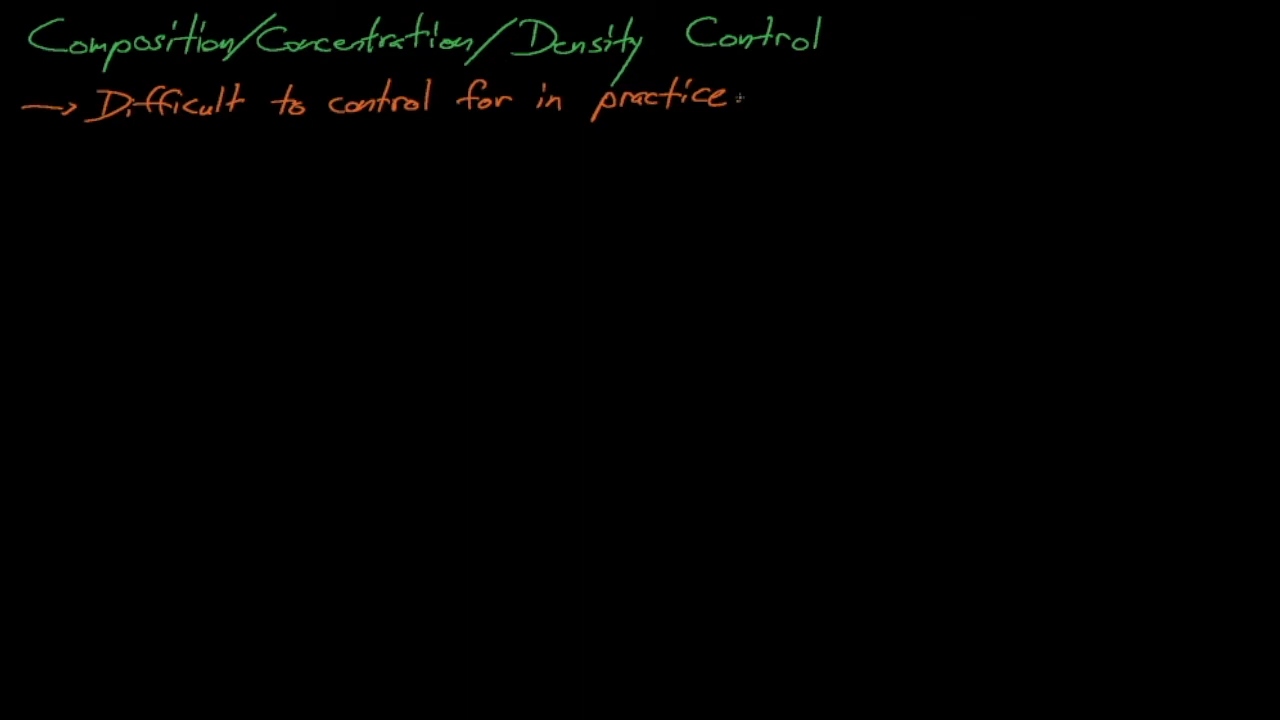 Composition/Concentration/Density Control
→ Difficult to control for in practice